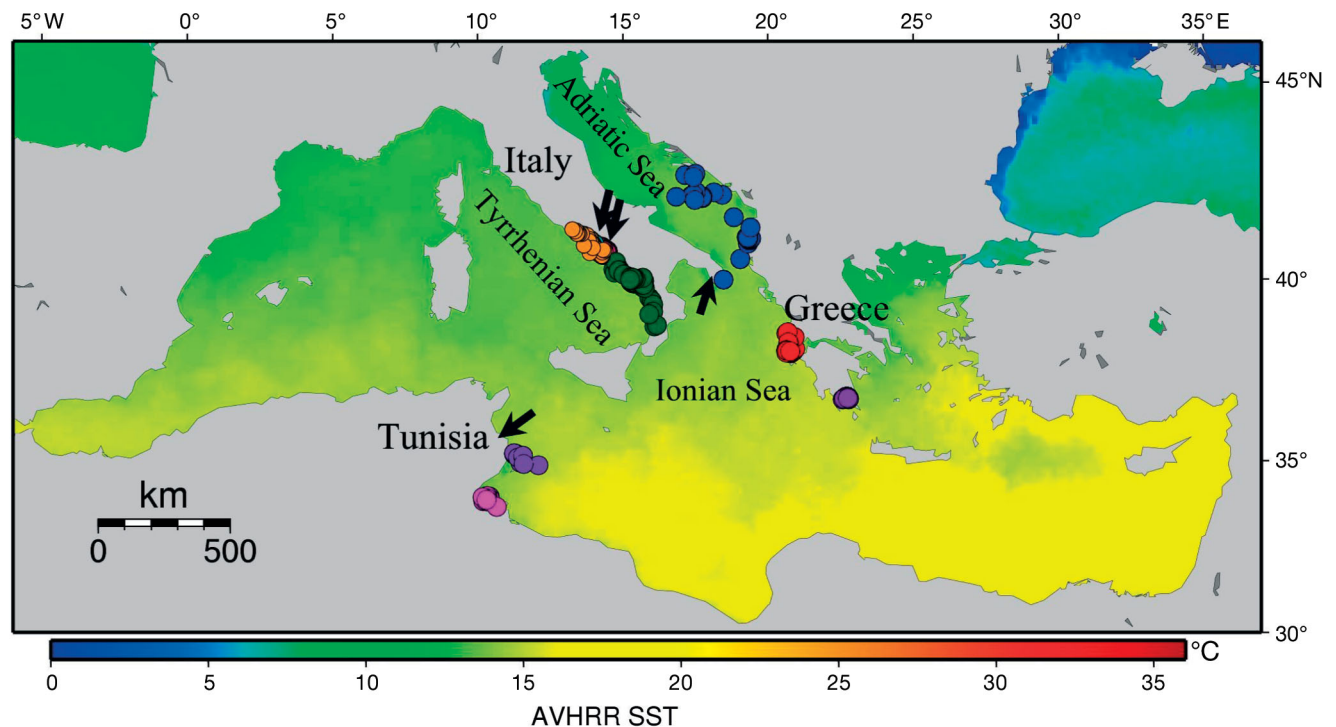 5°W 0° 5° 10° 15° 20° 25° 30° 35°E
45°N
Adriatic Sea
Italy
Tyrrhenian Sea
40°
Greece
Ionian Sea
Tunisia
35°
km
0 500
30°
°C
0 5 10 15 20 25 30 35
AVHRR SST